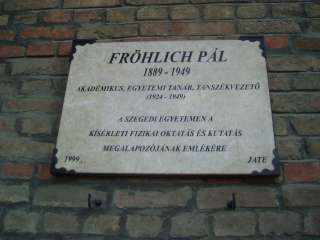 FRÖHLICH PÁL
1889 - 1949
AKADÉMIKUS, EGYETEMI TANÁR, TANSZÉKVEZETŐ
(1924 - 1949)
A SZEGEDI EGYETEMEN A
KÍSÉRLETI FIZIKAI OKTATÁS ÉS KUTATÁS
MEGALAPOZÓJÁNAK EMLÉKÉRE
1999. JATE